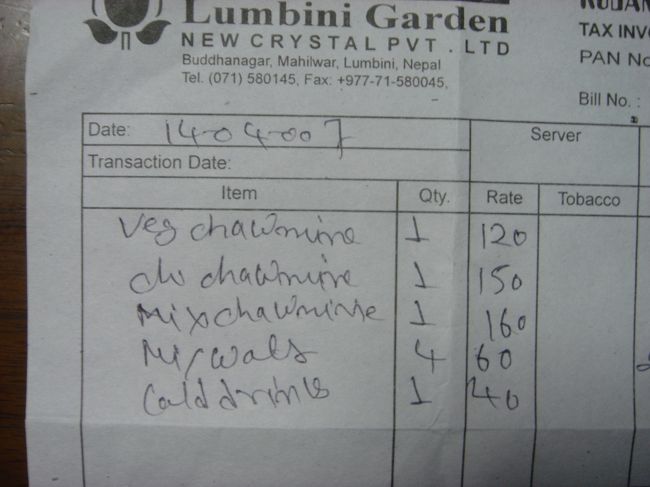 Lumbini Garden
NEW CRYSTAL PVT. LTD
Buddhanagar, Mahilwar, Lumbini, Nepal
Tel. (071) 580145, Fax: +977-71-580045,
TAX INV
PAN No
Bill No. :
Date: 14-04-007
Server
Transaction Date:
Item Qty. Rate Tobacco
Veg chawmine 1 120
ch chawmine 1 150
Mix chawmine 1 160
4 60
Cald drinks 1 40